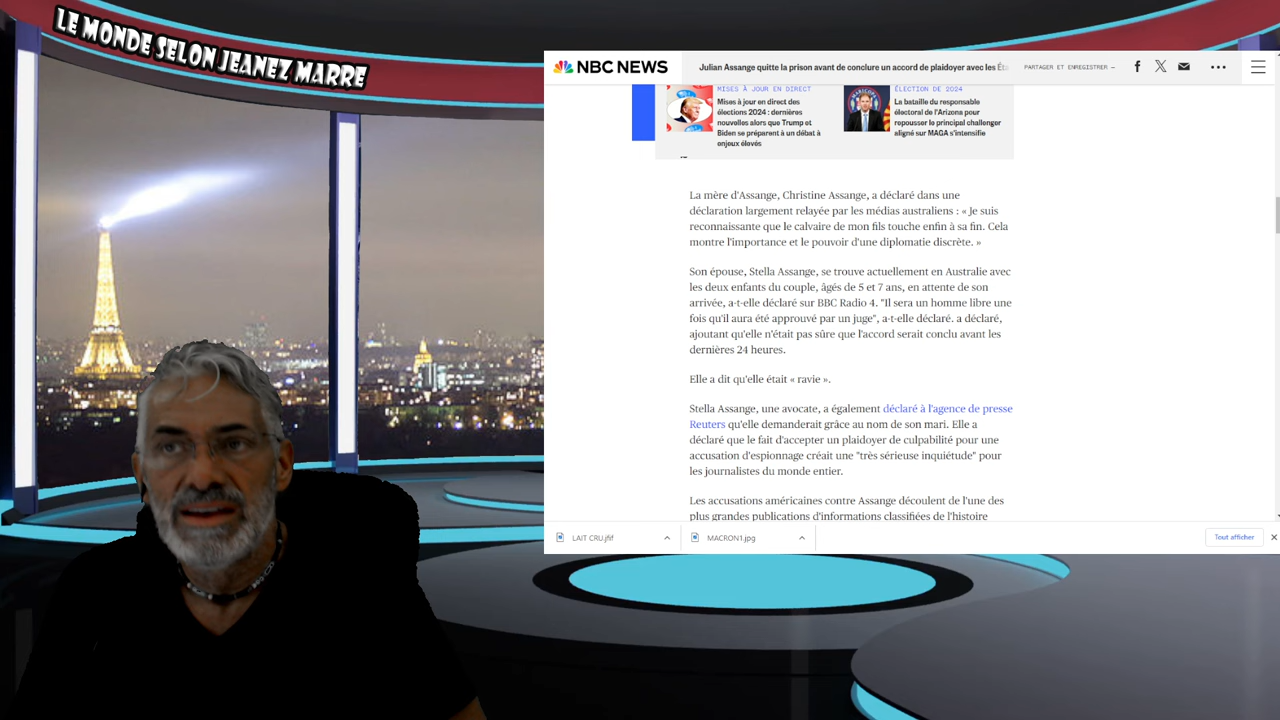 LE MONDE SELON JEANEZ MARRE
NBC NEWS
Julian Assange quitte la prison avant de conclure un accord de plaidoyer avec les Éta
PARTAGER ET ENREGISTRER —
MISES À JOUR EN DIRECT
Mises à jour en direct des
élections 2024 : dernières
nouvelles alors que Trump et
Biden se préparent à un débat à
enjeux élevés
ÉLECTION DE 2024
La bataille du responsable
électoral de l'Arizona pour
repousser le principal challenger
aligné sur MAGA s'intensifie
La mère d'Assange, Christine Assange, a déclaré dans une
déclaration largement relayée par les médias australiens : « Je suis
reconnaissante que le calvaire de mon fils touche enfin à sa fin. Cela
montre l'importance et le pouvoir d'une diplomatie discrète. »
Son épouse, Stella Assange, se trouve actuellement en Australie avec
les deux enfants du couple, âgés de 5 et 7 ans, en attente de son
arrivée, a-t-elle déclaré sur BBC Radio 4. "Il sera un homme libre une
fois qu'il aura été approuvé par un juge", a-t-elle déclaré. a déclaré,
ajoutant qu'elle n'était pas sûre que l'accord serait conclu avant les
dernières 24 heures.
Elle a dit qu'elle était « ravie ».
Stella Assange, une avocate, a également déclaré à l'agence de presse
Reuters qu'elle demanderait grâce au nom de son mari. Elle a
déclaré que le fait d'accepter un plaidoyer de culpabilité pour une
accusation d'espionnage créait une "très sérieuse inquiétude" pour
les journalistes du monde entier.
Les accusations américaines contre Assange découlent de l'une des
plus grandes publications d'informations classifiées de l'histoire
LAIT CRU.jfif
MACRON1.jpg
Tout afficher